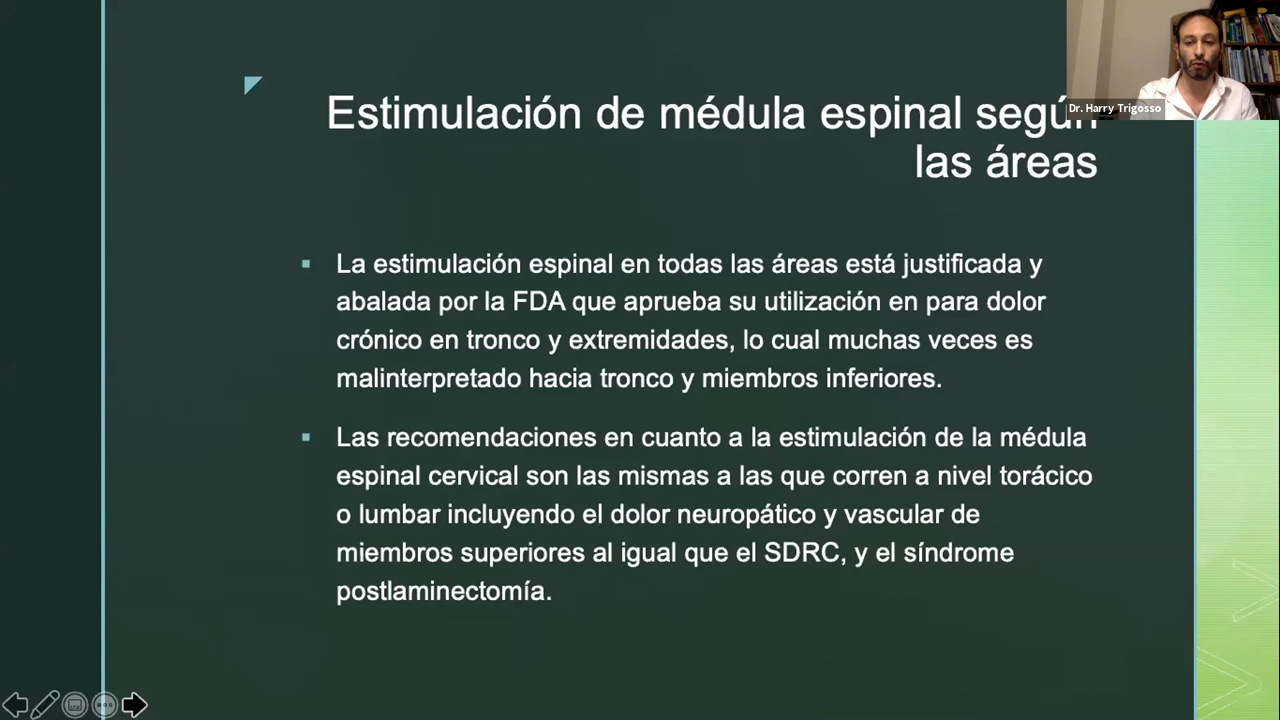 Estimulación de médula espinal según
las áreas
Dr. Harry Trigosso
La estimulación espinal en todas las áreas está justificada y
abalada por la FDA que aprueba su utilización en para dolor
crónico en tronco y extremidades, lo cual muchas veces es
malinterpretado hacia tronco y miembros inferiores.
Las recomendaciones en cuanto a la estimulación de la médula
espinal cervical son las mismas a las que corren a nivel torácico
o lumbar incluyendo el dolor neuropático y vascular de
miembros superiores al igual que el SDRC, y el síndrome
postlaminectomía.